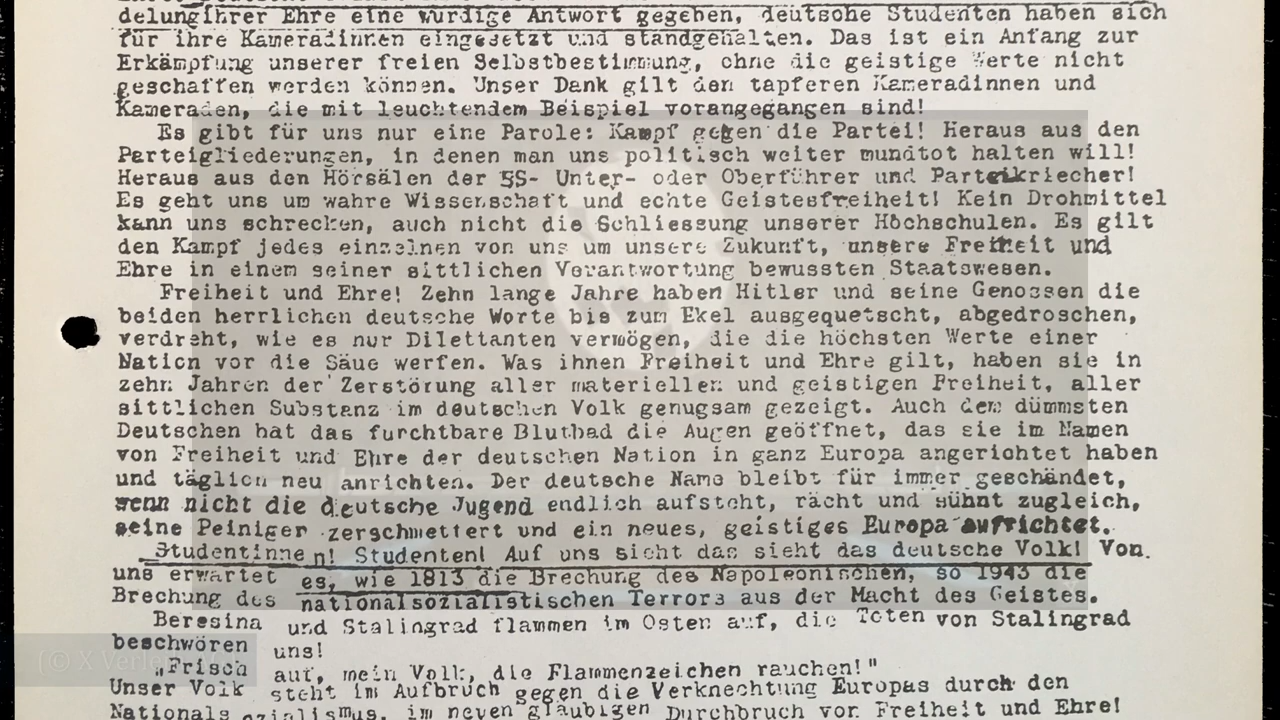 delungihrer Ehre eine würdige Antwort gegeben, deutsche Studenten haben sich
für ihre Kameradinnen eingesetzt und standgehalten. Das ist ein Anfang zur
Erkämpfung unserer freien Selbstbestimmung, ohne die geistige Werte nicht
geschaffen werden können. Unser Dank gilt den tapferen Kameradinnen und
Kameraden, die mit leuchtendem Beispiel vorangegangen sind!
Es gibt für uns nur eine Parole: Kampf gegen die Partei! Heraus aus den
Parteigliederungen, in denen man uns politisch weiter mundtot halten will!
Heraus aus den Hörsälen der SS- Unter- oder Oberführer und Parteikriecher!
Es geht uns um wahre Wissenschaft und echte Geistesfreiheit! Kein Drohmittel
kann uns schrecken, auch nicht die Schliessung unserer Hochschulen. Es gilt
den Kampf jedes einzelnen von uns um unsere Zukunft, unsere Freiheit und
Ehre in einem seiner sittlichen Verantwortung bewussten Staatswesen.
Freiheit und Ehre! Zehn lange Jahre haben Hitler und seine Genossen die
beiden herrlichen deutsche Worte bis zum Ekel ausgequetscht, abgedroschen,
verdreht, wie es nur Dilettanten vermögen, die die höchsten Werte einer
Nation vor die Säue werfen. Was ihnen Freiheit und Ehre gilt, haben sie in
zehn Jahren der Zerstörung aller materiellen und geistigen Freiheit, aller
sittlichen Substanz im deutschen Volk genugsam gezeigt. Auch dem dümmsten
Deutschen hat das furchtbare Blutbad die Augen geöffnet, das sie im Namen
von Freiheit und Ehre der deutschen Nation in ganz Europa angerichtet haben
und täglich neu anrichten. Der deutsche Name bleibt für immer geschändet,
wenn nicht die deutsche Jugend endlich aufsteht, rächt und sühnt zugleich,
seine Peiniger zerschmettert und ein neues, geistiges Europa aufrichtet.
Studentinnen! Studenten! Auf uns sieht das sieht das deutsche Volk! Von
uns erwartet es, wie 1813 die Brechung des Napoleonischen, so 1943 die
Brechung des nationalsozialistischen Terrors aus der Macht des Geistes.
Beresina und Stalingrad flammen im Osten auf, die Toten von Stalingrad
beschwören uns!
„Frisch auf, mein Volk, die Flammenzeichen rauchen!"
Unser Volk steht im Aufbruch gegen die Verknechtung Europas durch den
Nationalsozialismus, im neuen gläubigen Durchbruch von Freiheit und Ehre!